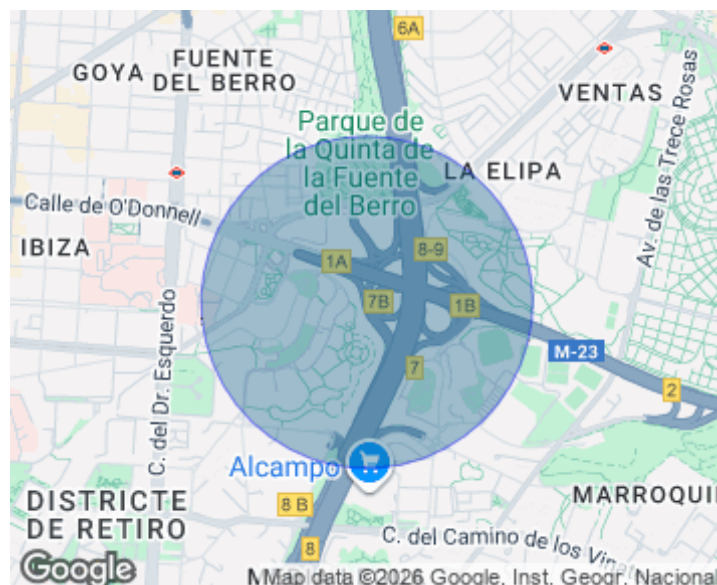 6A
GOYA
FUENTE
DEL BERRO
VENTAS
Parque de
la Quinta de
la Fuente
del Berro
LA ELIPA
Av. de las Trece Rosas
Calle de O'Donnell
IBIZA
1A
8-9
7B
1B
M-23
C. del Dr. Esquerdo
7
2
Alcampo
DISTRICTE
DE RETIRO
8 B
MARROQUI
8
C. del Camino de los Vinat
Google
Map data ©2026 Google, Inst. Geogr. Nacional